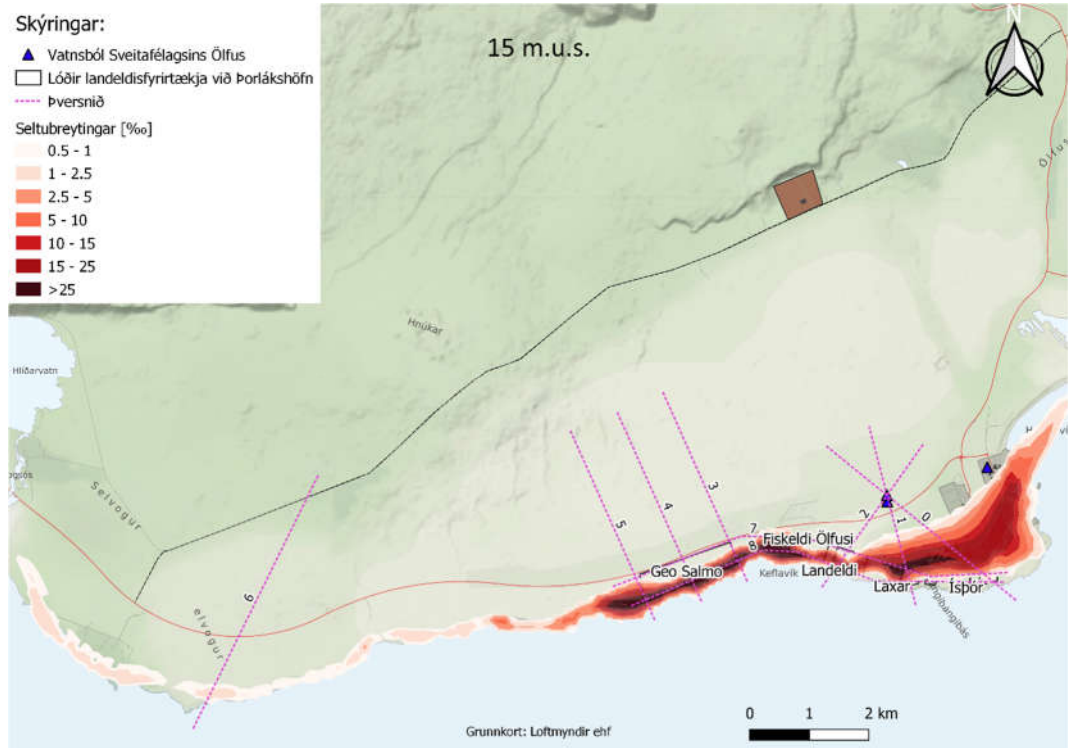 Skýringar:
Vatnsból Sveitafélagsins Ölfus
Lóðir landeldisfyrirtækja við Þorlákshöfn
Þversnið
Seltubreytingar [‰]
0.5 - 1
1 - 2.5
2.5 - 5
5 - 10
10 - 15
15 - 25
>25
15 m.u.s.
N
Ölfus
Hnúkar
Hlíðarvatn
Selvogur
elvogur
9
5
4
3
7
8
2
1
0
Fiskeldi Ölfusi
Geo Salmo
Keflavík
Landeldi
Laxar
Ísþór
0 1 2 km
Grunnkort: Loftmyndir ehf